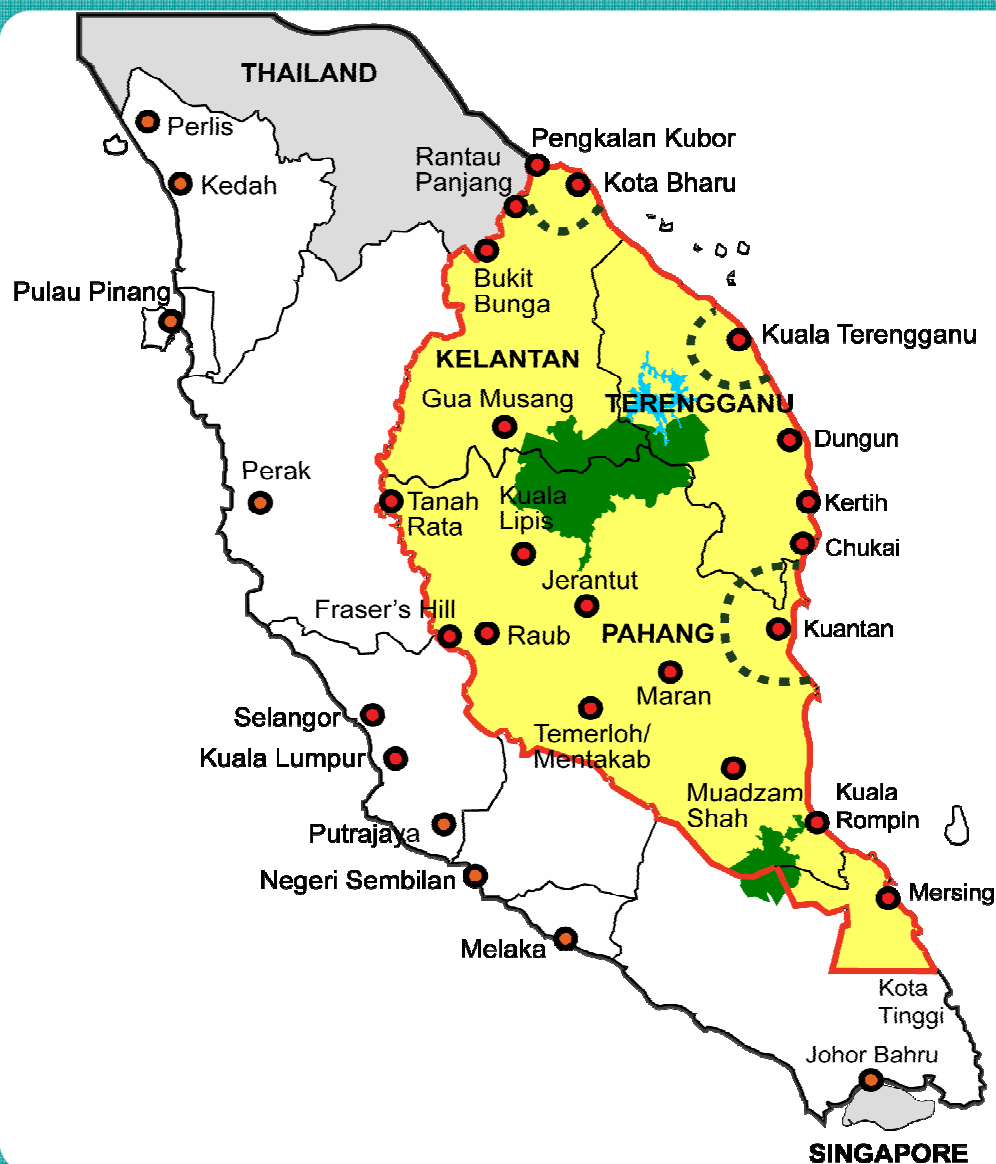 THAILAND
Perlis
Pengkalan Kubor
Rantau
Panjang
Kedah
Kota Bharu
Bukit
Bunga
Pulau Pinang
Kuala Terengganu
KELANTAN
Gua Musang
TERENGGANU
Dungun
Perak
Tanah
Rata
Kuala
Lipis
Kertih
Chukai
Jerantut
Fraser's Hill
Raub
PAHANG
Kuantan
Maran
Selangor
Temerloh/
Mentakab
Kuala Lumpur
Muadzam
Shah
Kuala
Rompin
Putrajaya
Negeri Sembilan
Mersing
Melaka
Kota
Tinggi
Johor Bahru
SINGAPORE